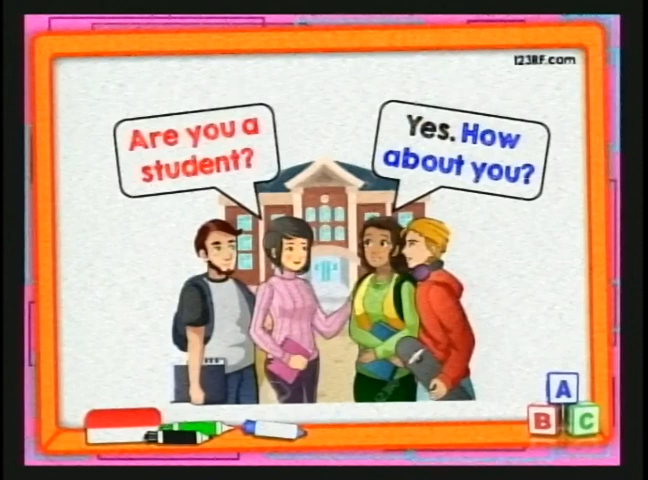 123RF.com
Are you a
student?
Yes. How
about you?
A
B C